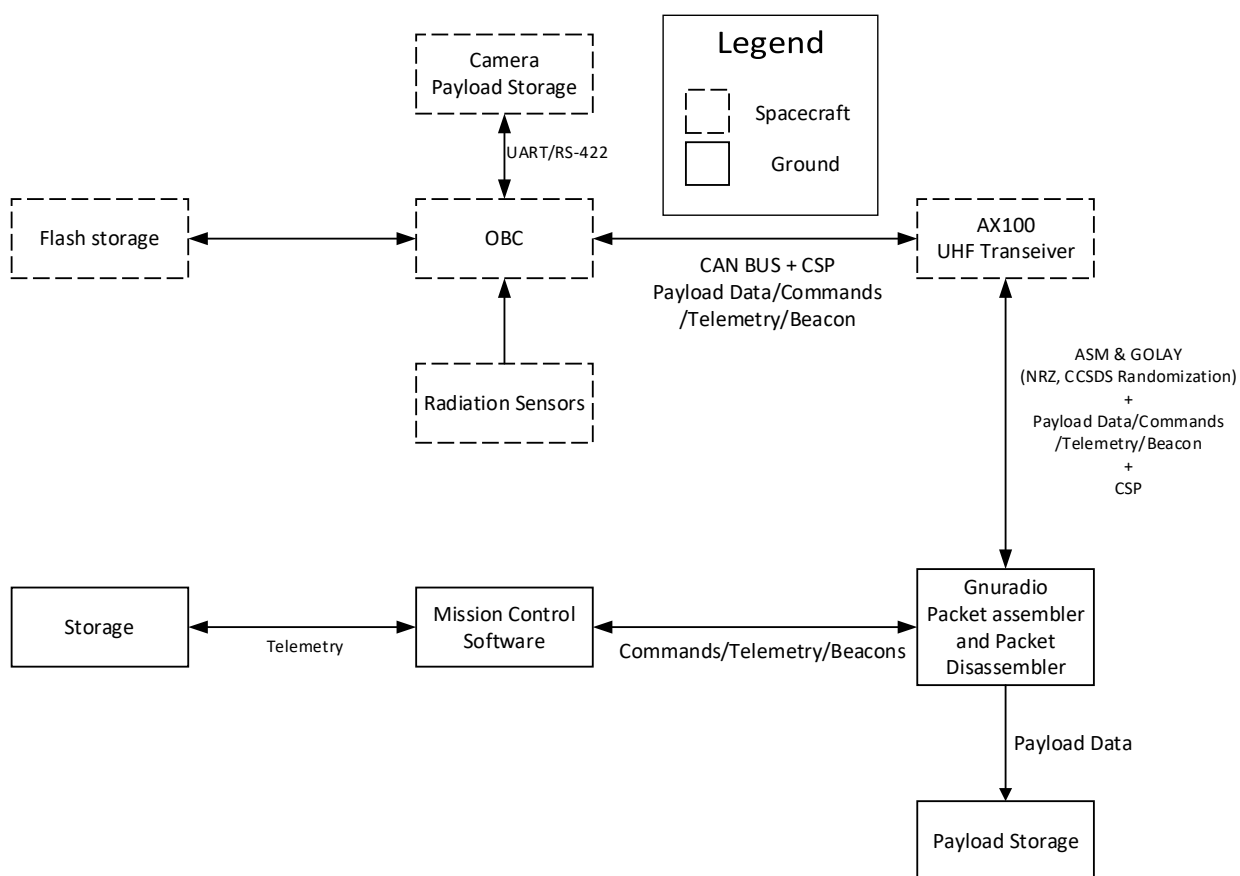 Camera
Payload Storage
Legend
Spacecraft
Ground
UART/RS-422
Flash storage
OBC
AX100
UHF Transeiver
CAN BUS + CSP
Payload Data/Commands
/Telemetry/Beacon
Radiation Sensors
ASM & GOLAY
(NRZ, CCSDS Randomization)
+
Payload Data/Commands
/Telemetry/Beacon
+
CSP
Storage
Telemetry
Mission Control
Software
Commands/Telemetry/Beacons
Gnuradio
Packet assembler
and Packet
Disassembler
Payload Data
Payload Storage